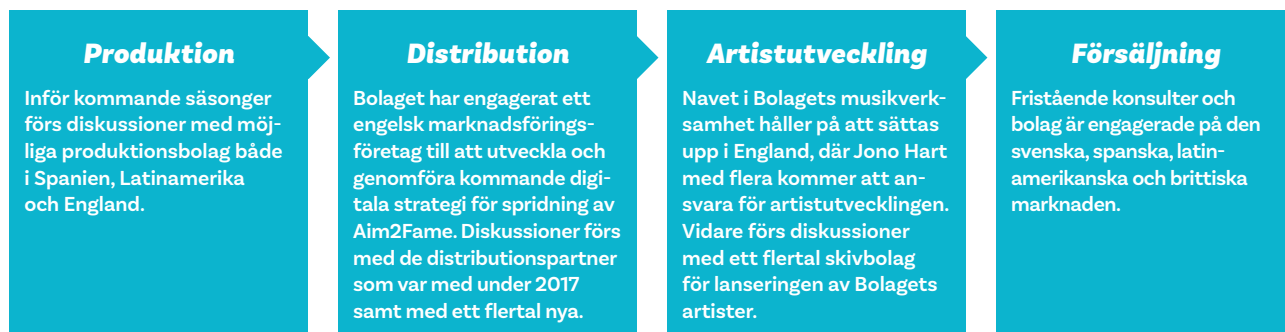 Produktion
Inför kommande säsonger
förs diskussioner med möj-
liga produktionsbolag både
i Spanien, Latinamerika
och England.
Distribution
Bolaget har engagerat ett
engelsk marknadsförings-
företag till att utveckla och
genomföra kommande digi-
tala strategi för spridning av
Aim2Fame. Diskussioner förs
med de distributionspartner
som var med under 2017
samt med ett flertal nya.
Artistutveckling
Navet i Bolagets musikverk-
samhet håller på att sättas
upp i England, där Jono Hart
med flera kommer att an-
svara för artistutvecklingen.
Vidare förs diskussioner
med ett flertal skivbolag
för lanseringen av Bolagets
artister.
Försäljning
Fristående konsulter och
bolag är engagerade på den
svenska, spanska, latin-
amerikanska och brittiska
marknaden.